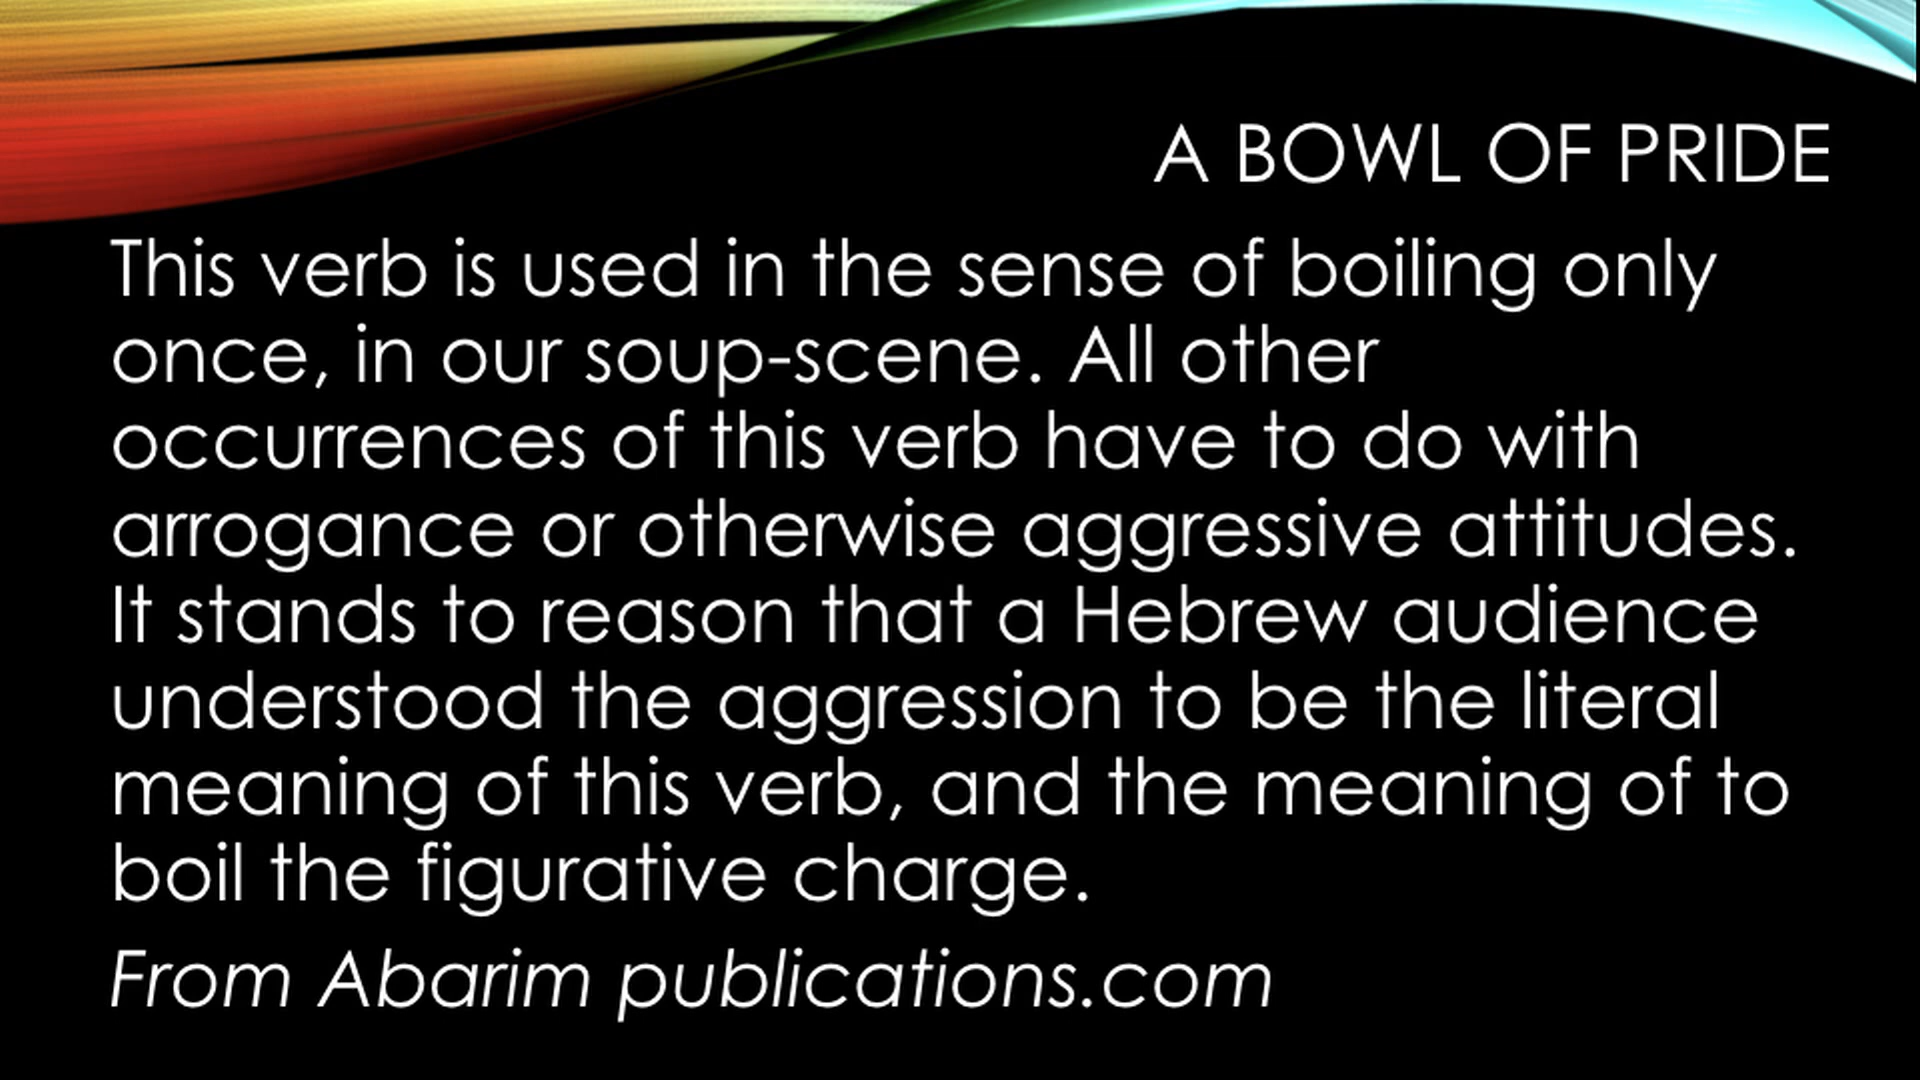 A BOWL OF PRIDE
This verb is used in the sense of boiling only
once, in our soup-scene. All other
occurrences of this verb have to do with
arrogance or otherwise aggressive attitudes.
It stands to reason that a Hebrew audience
understood the aggression to be the literal
meaning of this verb, and the meaning of to
boil the figurative charge.
From Abarim publications.com